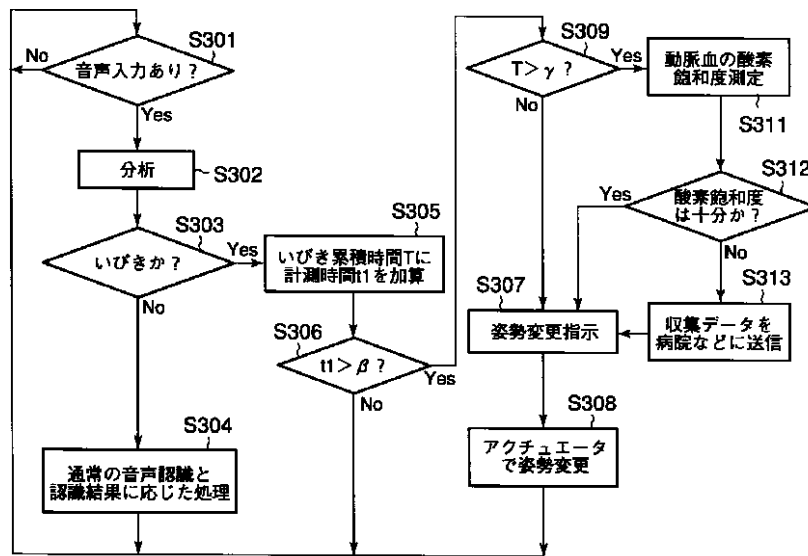 S301
No
音声入力あり?
Yes
分析
S302
S303
いびきか?
Yes
No
S304
通常の音声認識と
認識結果に応じた処理
S305
いびき累積時間Tに
計測時間t1を加算
S306
t1>β?
Yes
No
S309
T>γ?
Yes
No
動脈血の酸素
飽和度測定
S311
S312
酸素飽和度
は十分か?
Yes
No
S313
収集データを
病院などに送信
S307
姿勢変更指示
S308
アクチュエータ
で姿勢変更